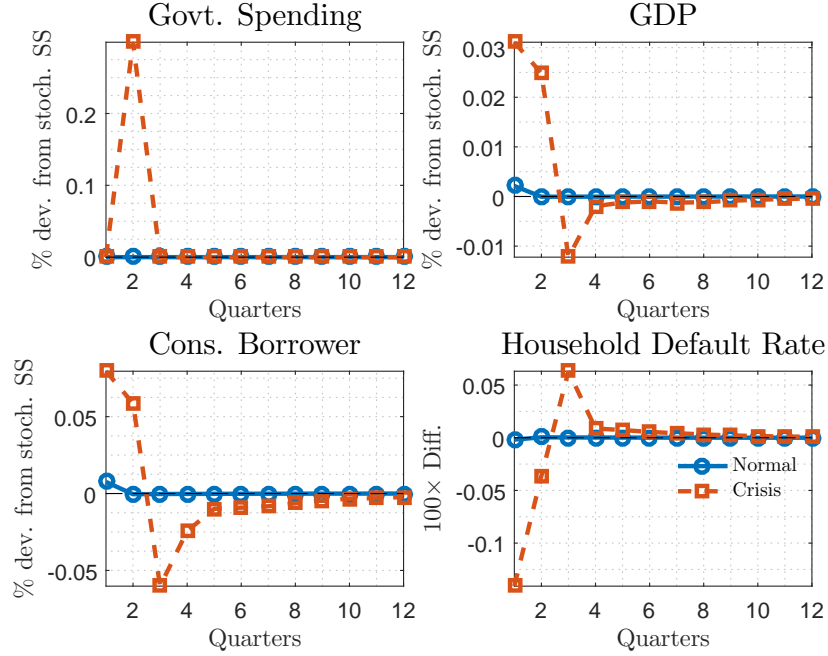 Govt. Spending
% dev. from stoch. SS
0.2
0.1
0
2 4 6 8 10 12
Quarters
GDP
% dev. from stoch. SS
0.03
0.02
0.01
0
-0.01
2 4 6 8 10 12
Quarters
Cons. Borrower
% dev. from stoch. SS
0.05
0
-0.05
2 4 6 8 10 12
Quarters
Household Default Rate
100× Diff.
0.05
0
-0.05
-0.1
Normal
Crisis
2 4 6 8 10 12
Quarters